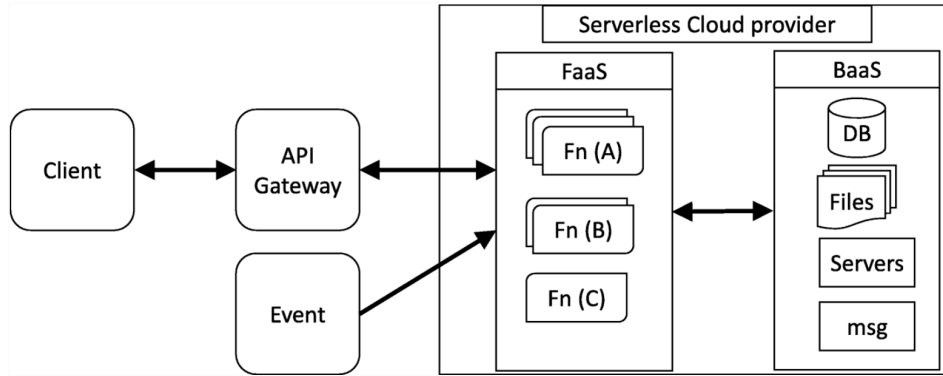 Serverless Cloud provider
FaaS
BaaS
Client
API
Gateway
Event
Fn (A)
Fn (B)
Fn (C)
DB
Files
Servers
msg